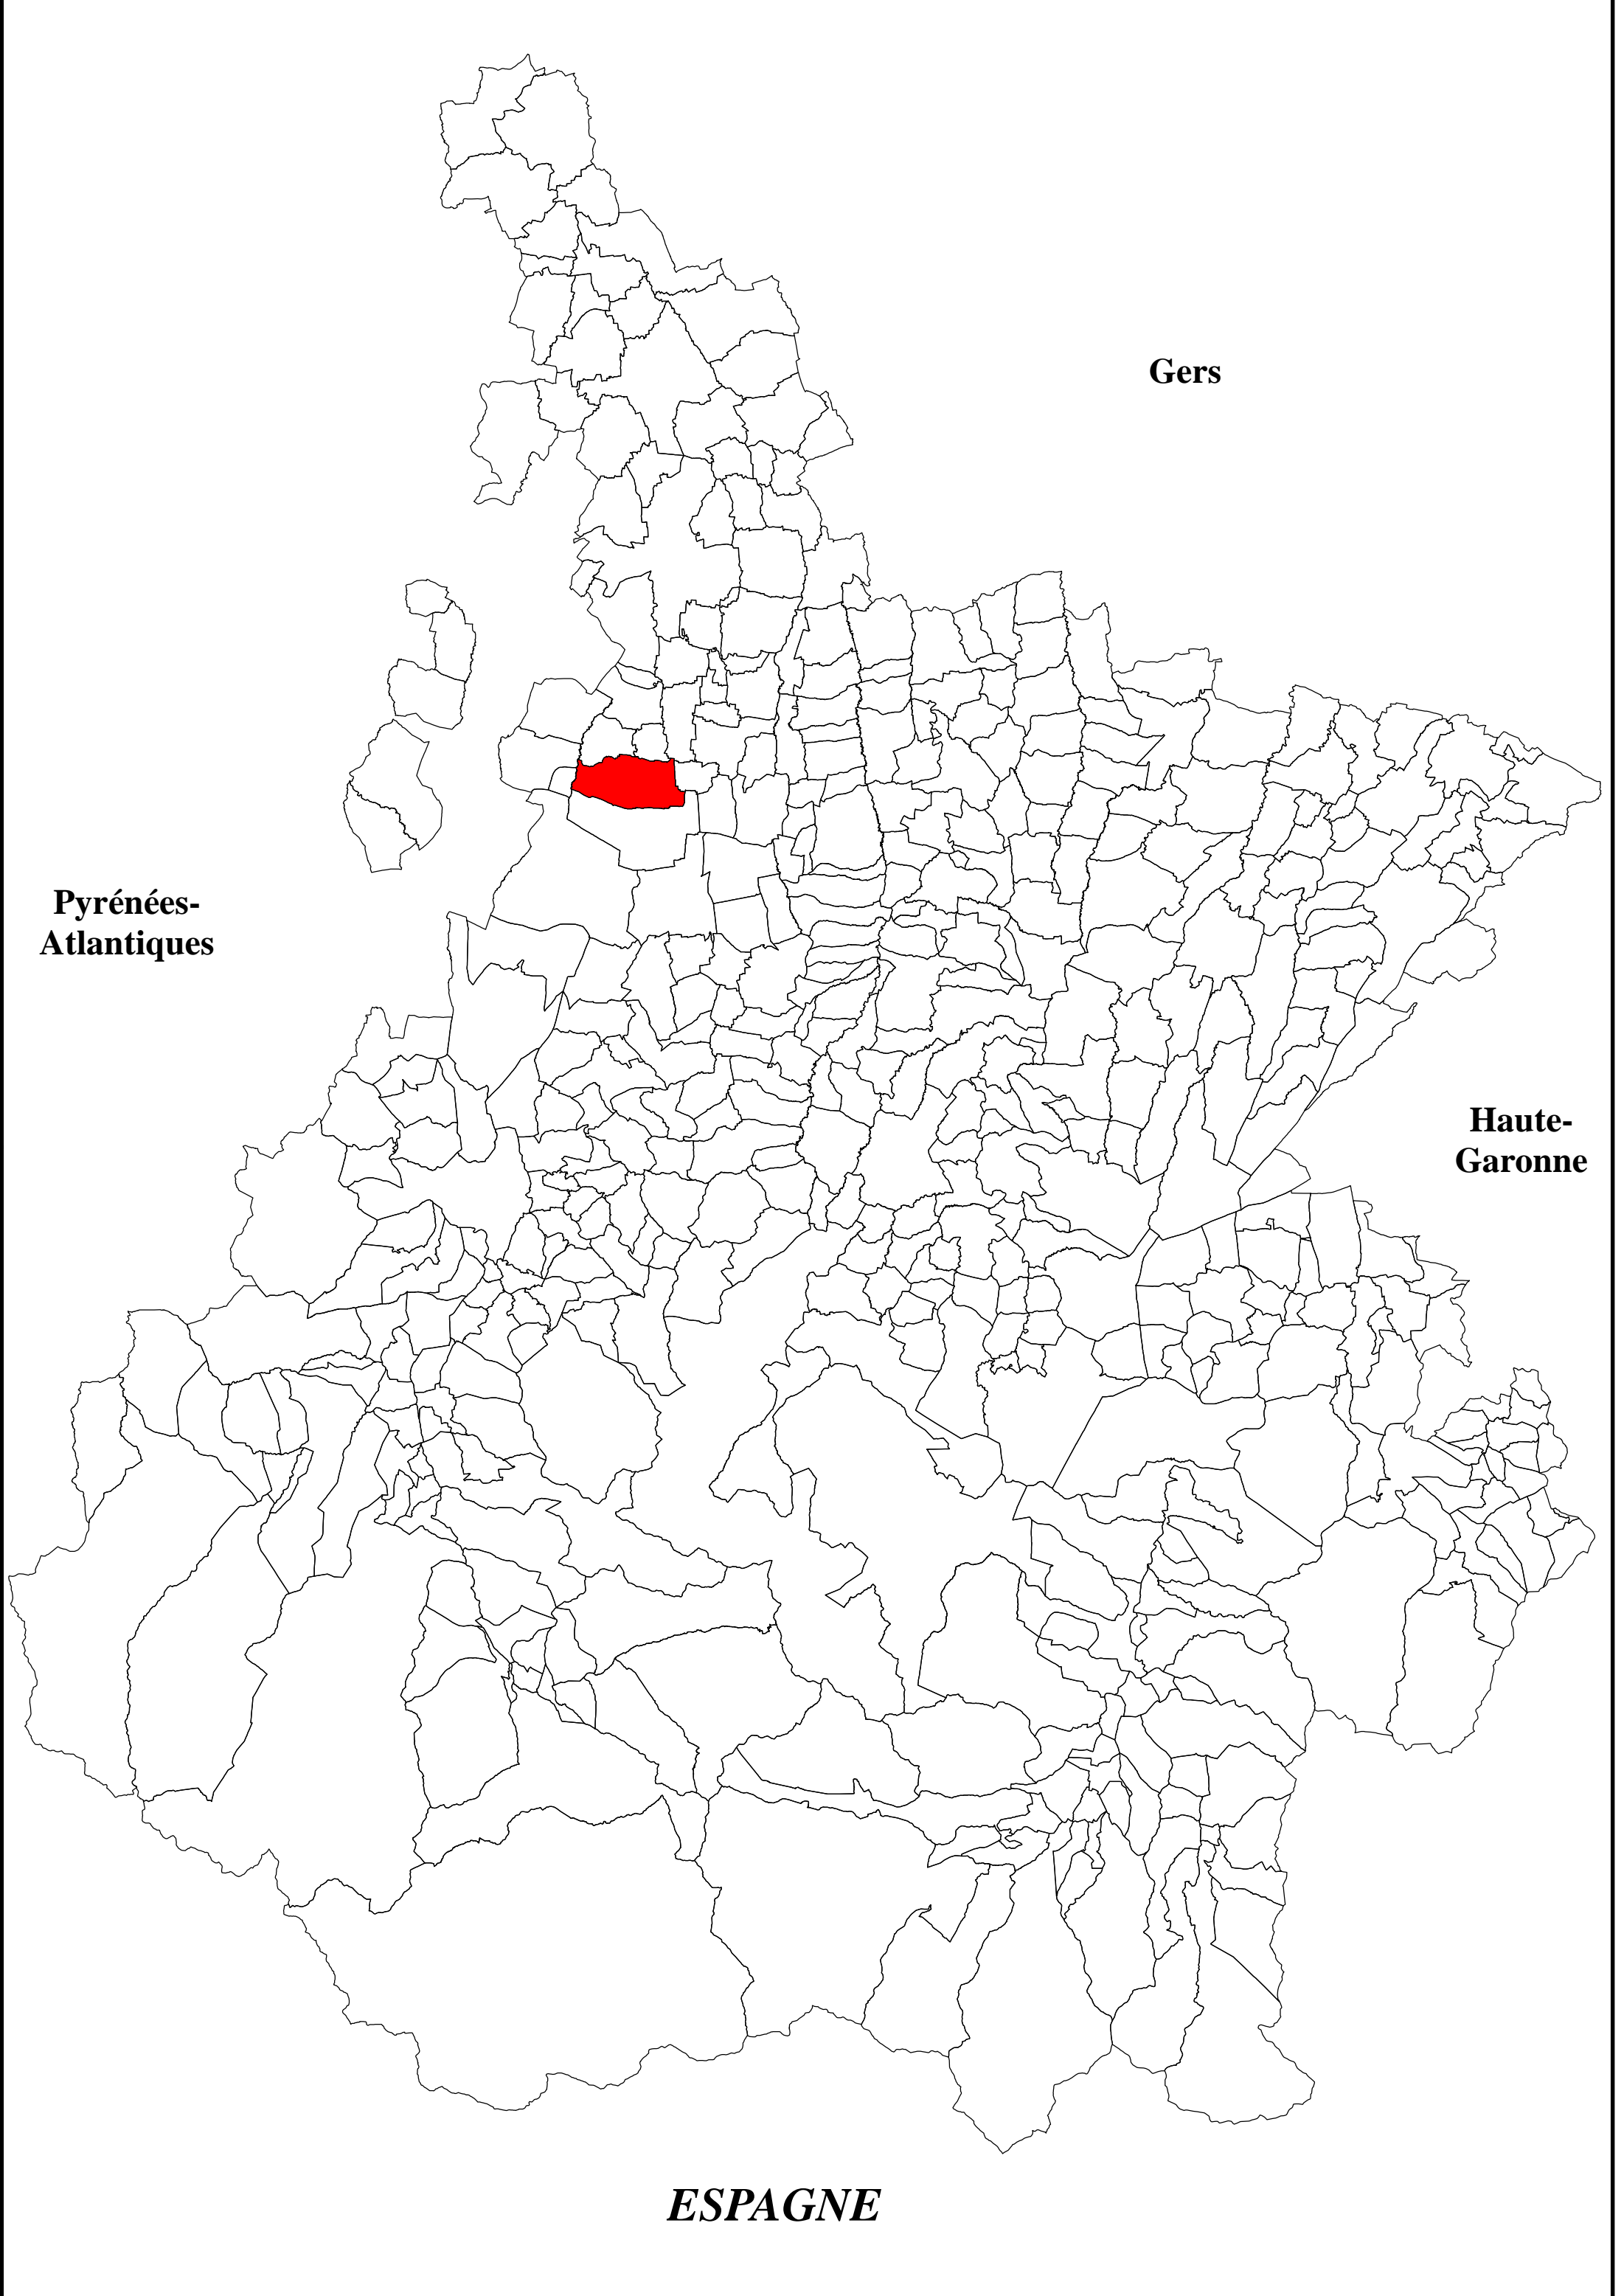 Gers
Pyrénées-
Atlantiques
Haute-
Garonne
ESPAGNE